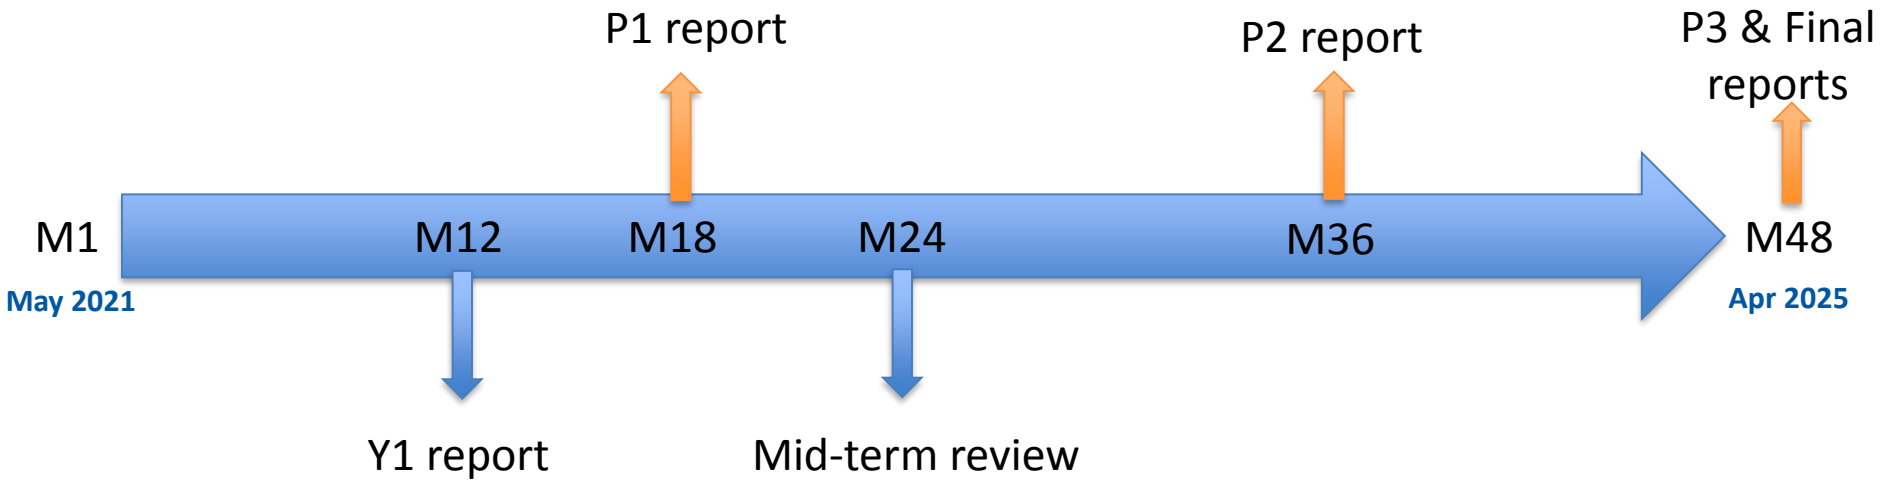 P1 report
P2 report
P3 & Final
reports
M1
M12
M18
M24
M36
M48
May 2021
Apr 2025
Y1 report
Mid-term review